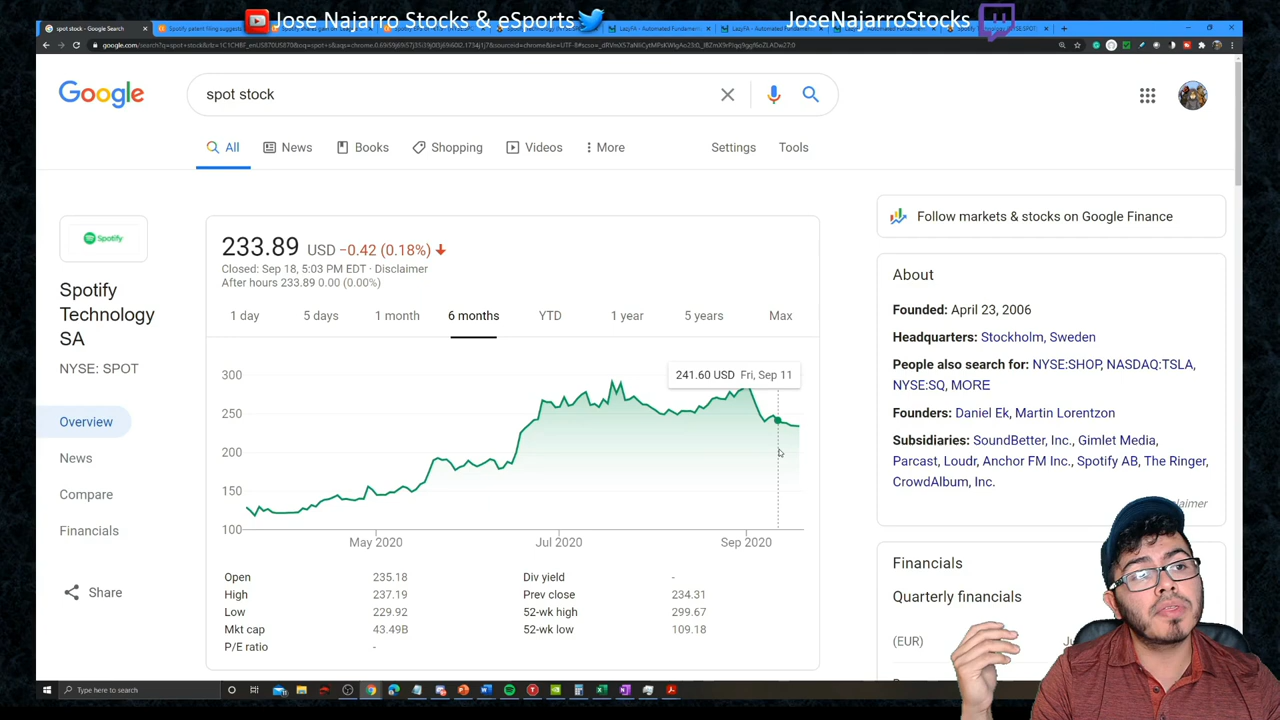 Jose Najarro Stocks & eSports
JoseNajarroStocks
spot stock - Google Search
Google
spot stock
All
News
Books
Shopping
Videos
More
Settings
Tools
Spotify
Spotify
Technology
SA
NYSE: SPOT
Overview
News
Compare
Financials
Share
233.89 USD −0.42 (0.18%)
Closed: Sep 18, 5:03 PM EDT · Disclaimer
After hours 233.89 0.00 (0.00%)
1 day
5 days
1 month
6 months
YTD
1 year
5 years
Max
241.60 USD Fri, Sep 11
300
250
200
150
100
May 2020
Jul 2020
Sep 2020
Open 235.18
High 237.19
Low 229.92
Mkt cap 43.49B
P/E ratio -
Div yield -
Prev close 234.31
52-wk high 299.67
52-wk low 109.18
Follow markets & stocks on Google Finance
About
Founded: April 23, 2006
Headquarters: Stockholm, Sweden
People also search for: NYSE:SHOP, NASDAQ:TSLA,
NYSE:SQ, MORE
Founders: Daniel Ek, Martin Lorentzon
Subsidiaries: SoundBetter, Inc., Gimlet Media,
Parcast, Loudr, Anchor FM Inc., Spotify AB, The Ringer,
CrowdAlbum, Inc.
Financials
Quarterly financials
(EUR)
Type here to search